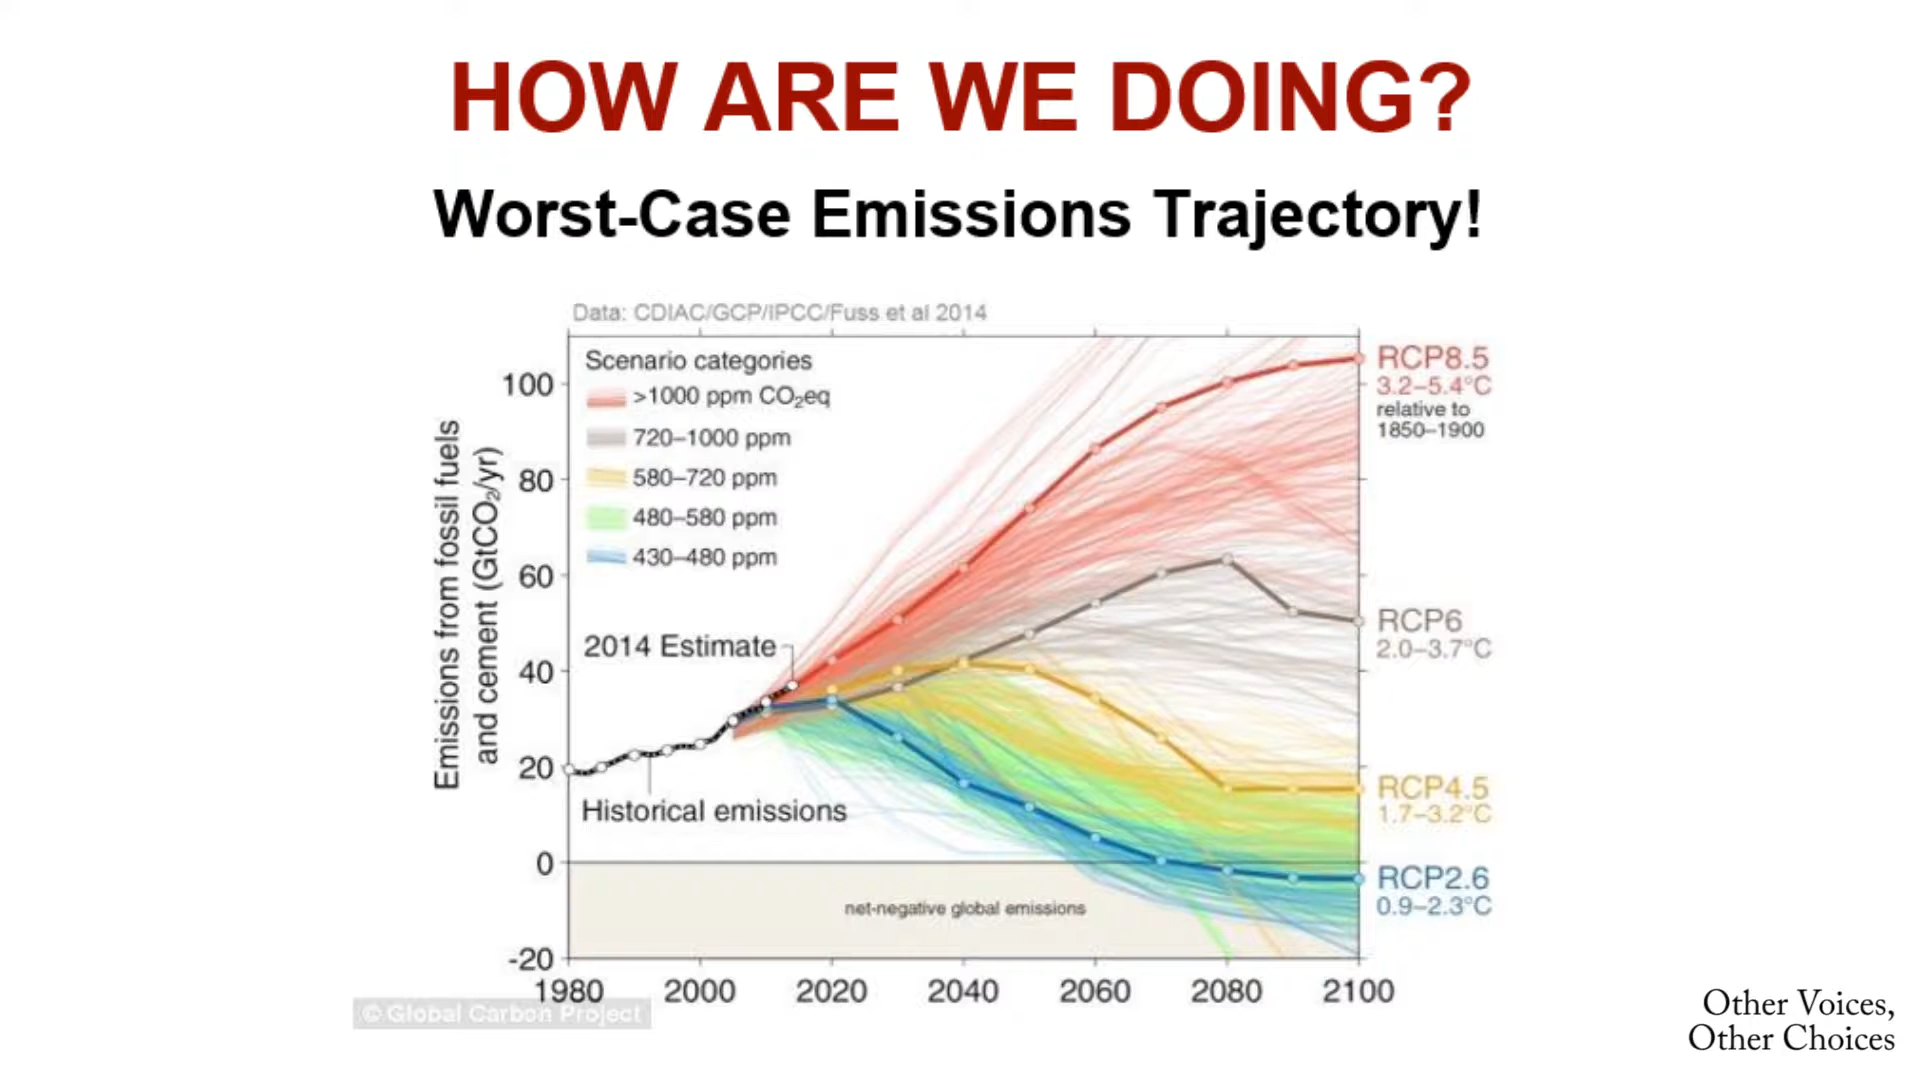 HOW ARE WE DOING?
Worst-Case Emissions Trajectory!
Data: CDIAC/GCP/IPCC/Fuss et al 2014
Scenario categories
>1000 ppm CO₂eq
720–1000 ppm
580–720 ppm
480–580 ppm
430–480 ppm
Emissions from fossil fuels
and cement (GtCO₂/yr)
100
80
60
40
20
0
-20
2014 Estimate
Historical emissions
net-negative global emissions
RCP8.5
3.2–5.4°C
relative to
1850–1900
RCP6
2.0–3.7°C
RCP4.5
1.7–3.2°C
RCP2.6
0.9–2.3°C
1980 2000 2020 2040 2060 2080 2100
© Global Carbon Project
Other Voices,
Other Choices